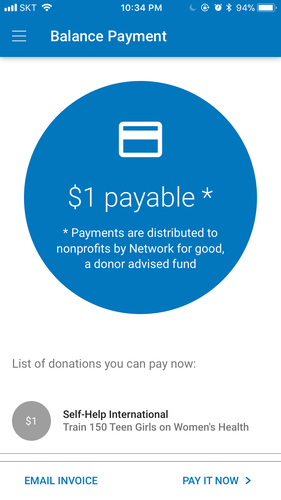 SKT 10:34 PM 94%
Balance Payment
$1 payable *
* Payments are distributed to
nonprofits by Network for good,
a donor advised fund
List of donations you can pay now:
$1
Self-Help International
Train 150 Teen Girls on Women's Health
EMAIL INVOICE PAY IT NOW